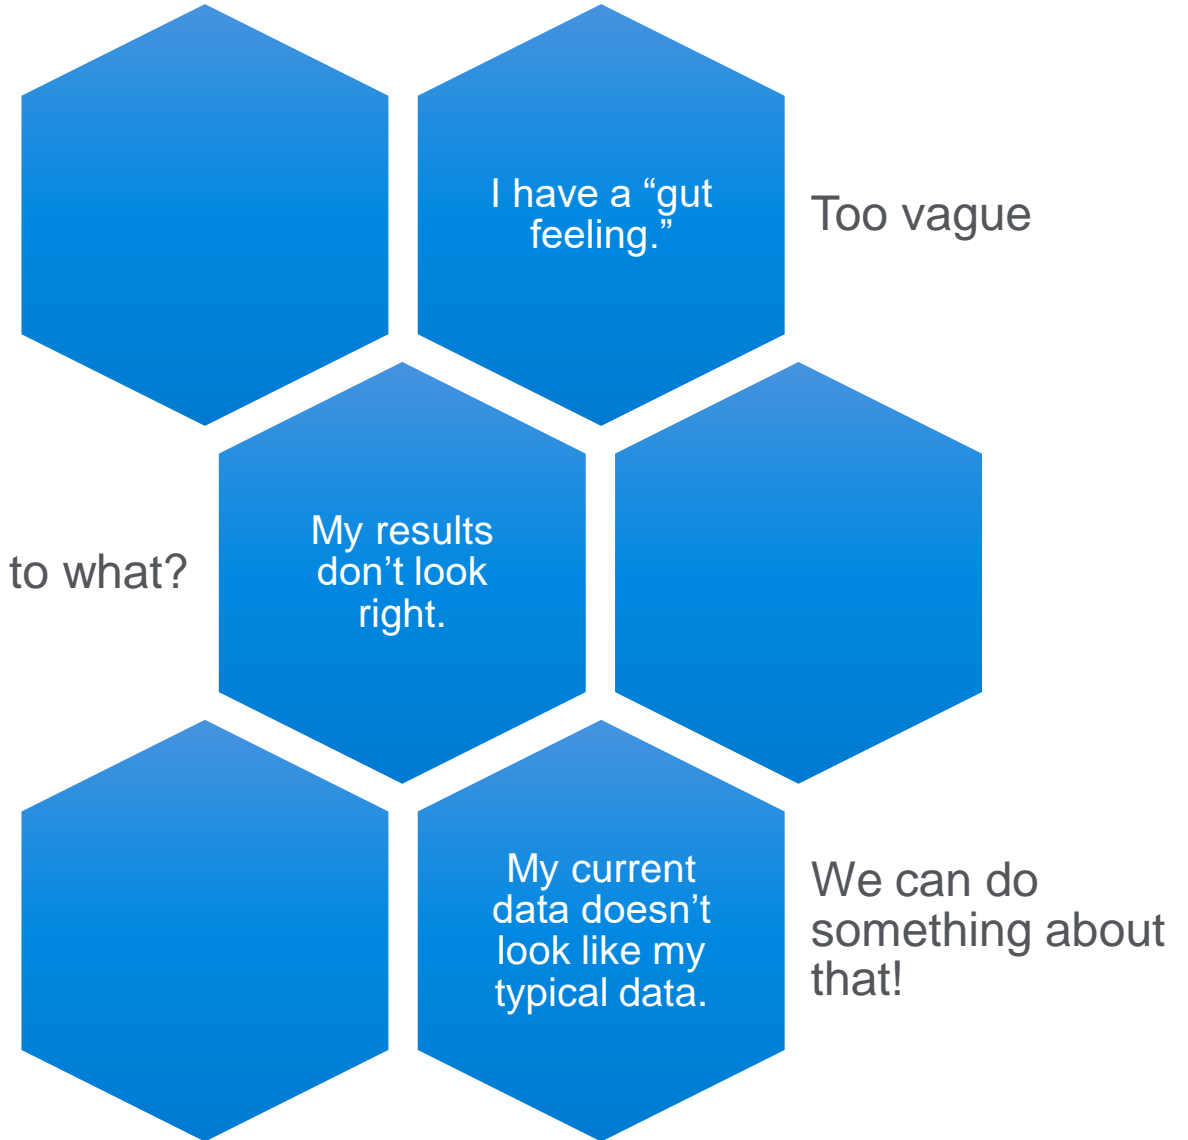 I have a “gut
feeling.”
Too vague
to what?
My results
don’t look
right.
My current
data doesn’t
look like my
typical data.
We can do
something about
that!